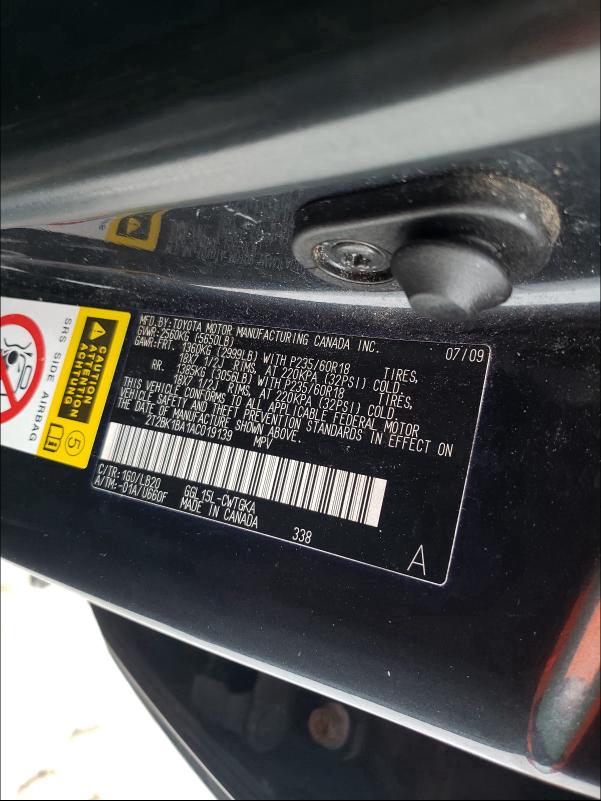 MFD.BY:TOYOTA MOTOR MANUFACTURING CANADA INC. 07/09
GVWR:2560KG (5650LB)
GAWR:FRT. 1360KG (2999LB) WITH P235/60R18 TIRES,
18X7 1/2J RIMS, AT 220KPA (32PSI) COLD
RR. 1385KG (3056LB) WITH P235/60R18 TIRES,
18X7 1/2J RIMS, AT 220KPA (32PSI) COLD.
THIS VEHICLE CONFORMS TO ALL APPLICABLE FEDERAL MOTOR
VEHICLE SAFETY AND THEFT PREVENTION STANDARDS IN EFFECT ON
THE DATE OF MANUFACTURE SHOWN ABOVE.
2T2BK1BA1AC019139 MPV
C/TR:1G0/LB20 GGL15L-CWTGKA
A/TM:-01A/U660F MADE IN CANADA 338
A
CAUTION
ATTENTION
ACHTUNG
5
SRS SIDE AIRBAG